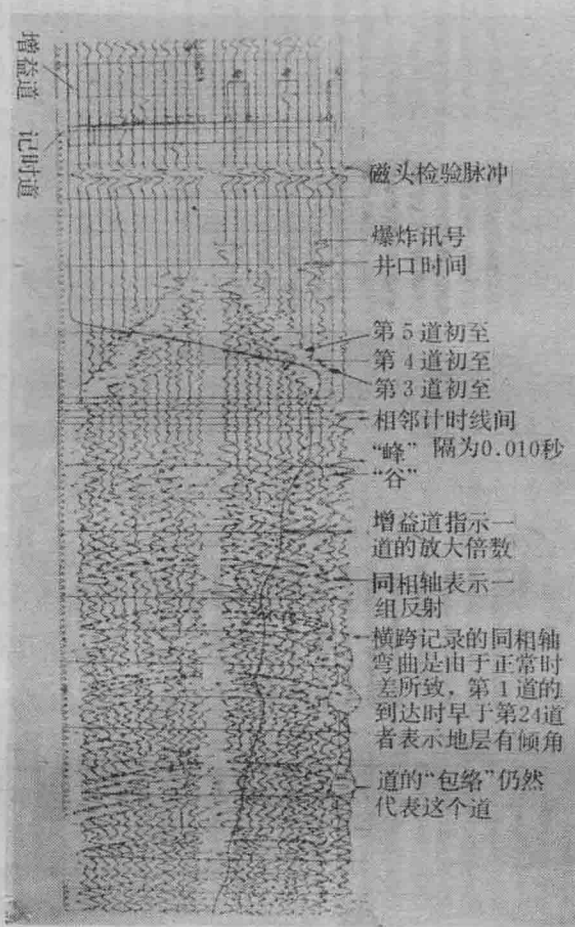 增益道
记时道
磁头检验脉冲
爆炸讯号
井口时间
第5道初至
第4道初至
第3道初至
相邻计时线间
“峰” 隔为0.010秒
“谷”
增益道指示一
道的放大倍数
同相轴表示一
组反射
横跨记录的同相轴
弯曲是由于正常时
差所致，第1道的
到达时早于第24道
者表示地层有倾角
道的“包络”仍然
代表这个道